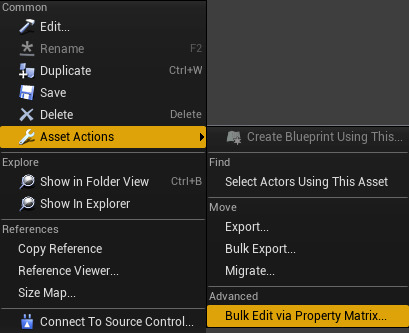 Common
Edit...
Rename F2
Duplicate Ctrl+W
Save
Delete Delete
Asset Actions
Explore
Show in Folder View Ctrl+B
Show In Explorer
References
Copy Reference
Reference Viewer...
Size Map...
Connect To Source Control...
Create Blueprint Using This...
Find
Select Actors Using This Asset
Move
Export...
Bulk Export...
Migrate...
Advanced
Bulk Edit via Property Matrix...